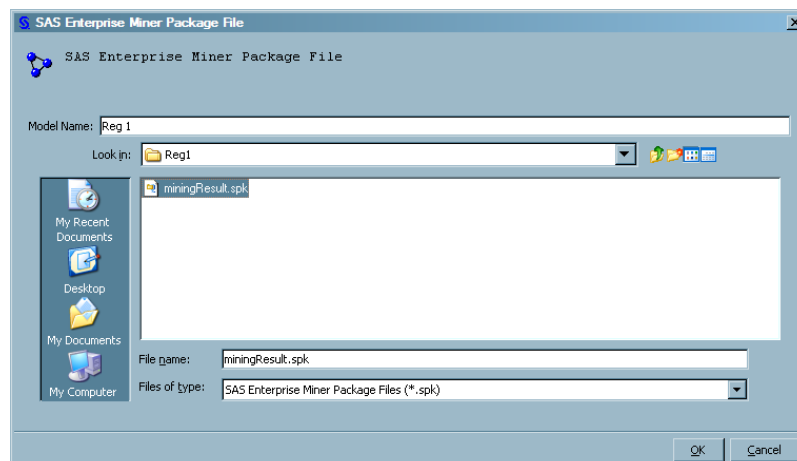 SAS Enterprise Miner Package File
SAS Enterprise Miner Package File
Model Name: Reg 1
Look in: Reg1
miningResult.spk
My Recent
Documents
Desktop
My Documents
My Computer
File name: miningResult.spk
Files of type: SAS Enterprise Miner Package Files (*.spk)
OK Cancel